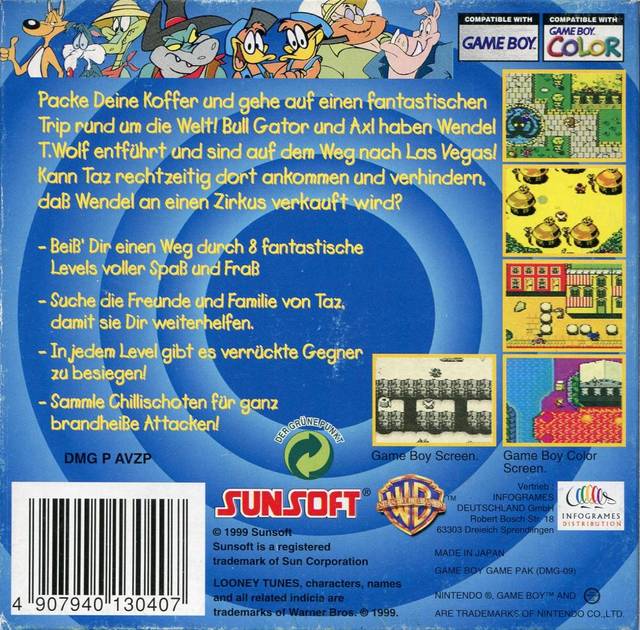 COMPATIBLE WITH
GAME BOY™
COMPATIBLE WITH
GAME BOY
COLOR
Packe Deine Koffer und gehe auf einen fantastischen
Trip rund um die Welt! Bull Gator und Axl haben Wendel
T.Wolf entführt und sind auf dem Weg nach Las Vegas!
Kann Taz rechtzeitig dort ankommen und verhindern,
daß Wendel an einen Zirkus verkauft wird?
- Beiß' Dir einen Weg durch 8 fantastische
Levels voller Spaß und Fraß
- Suche die Freunde und Familie von Taz,
damit sie Dir weiterhelfen.
- In jedem Level gibt es verrückte Gegner
zu besiegen!
- Sammle Chillischoten für ganz
brandheiße Attacken!
DMG P AVZP
DER GRÜNE PUNKT
Game Boy Screen.
Game Boy Color
Screen.
SUNSOFT®
WB
™
Vertrieb :
INFOGRAMES
DEUTSCHLAND GmbH
Robert Bosch Str. 18
63303 Dreieich Sprendlingen
INFOGRAMES
DISTRIBUTION
© 1999 Sunsoft
Sunsoft is a registered
trademark of Sun Corporation
LOONEY TUNES, characters, names
and all related indicia are
trademarks of Warner Bros. © 1999.
MADE IN JAPAN
GAME BOY GAME PAK (DMG-09)
NINTENDO ®, GAME BOY™ AND
ARE TRADEMARKS OF NINTENDO CO.,LTD.
4 907940 130407